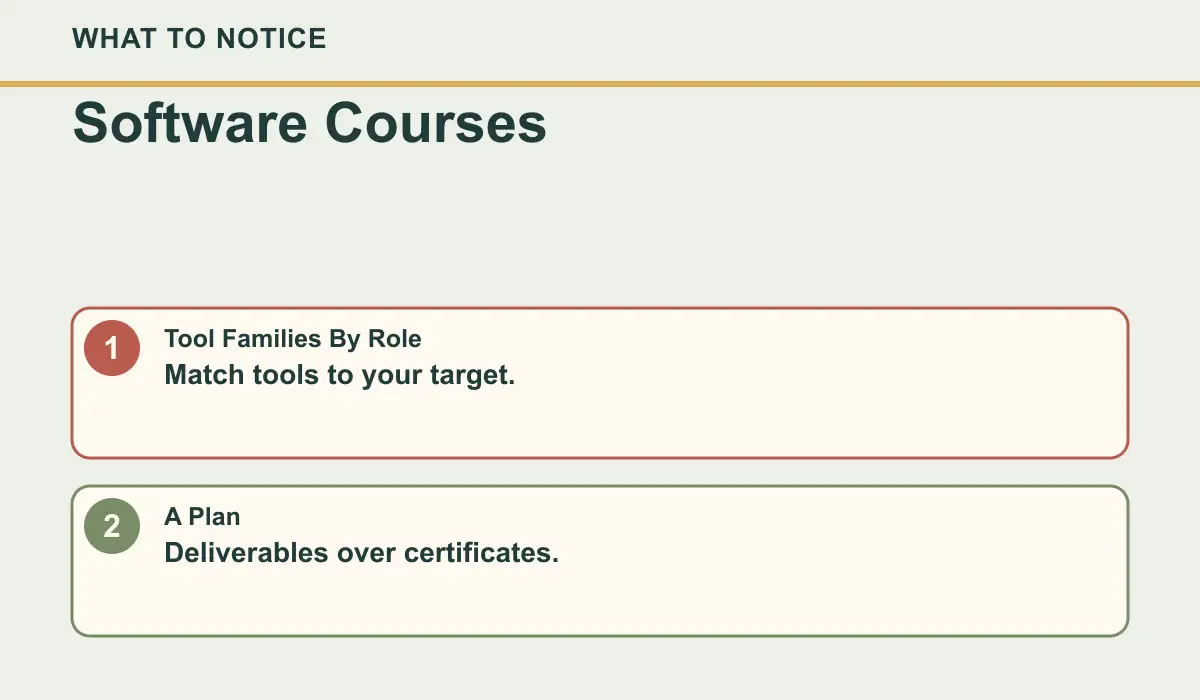 WHAT TO NOTICE
Software Courses
1
Tool Families By Role
Match tools to your target.
2
A Plan
Deliverables over certificates.